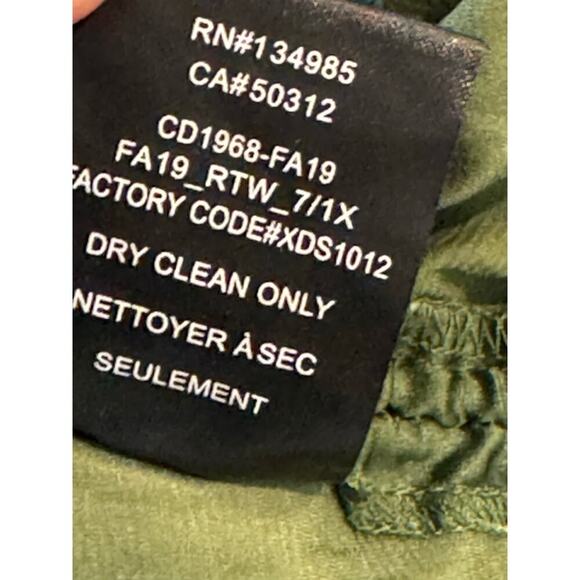 RN#134985
CA#50312
CD1968-FA19
FA19_RTW_7/1X
FACTORY CODE#XDS1012
DRY CLEAN ONLY
NETTOYER À SEC
SEULEMENT